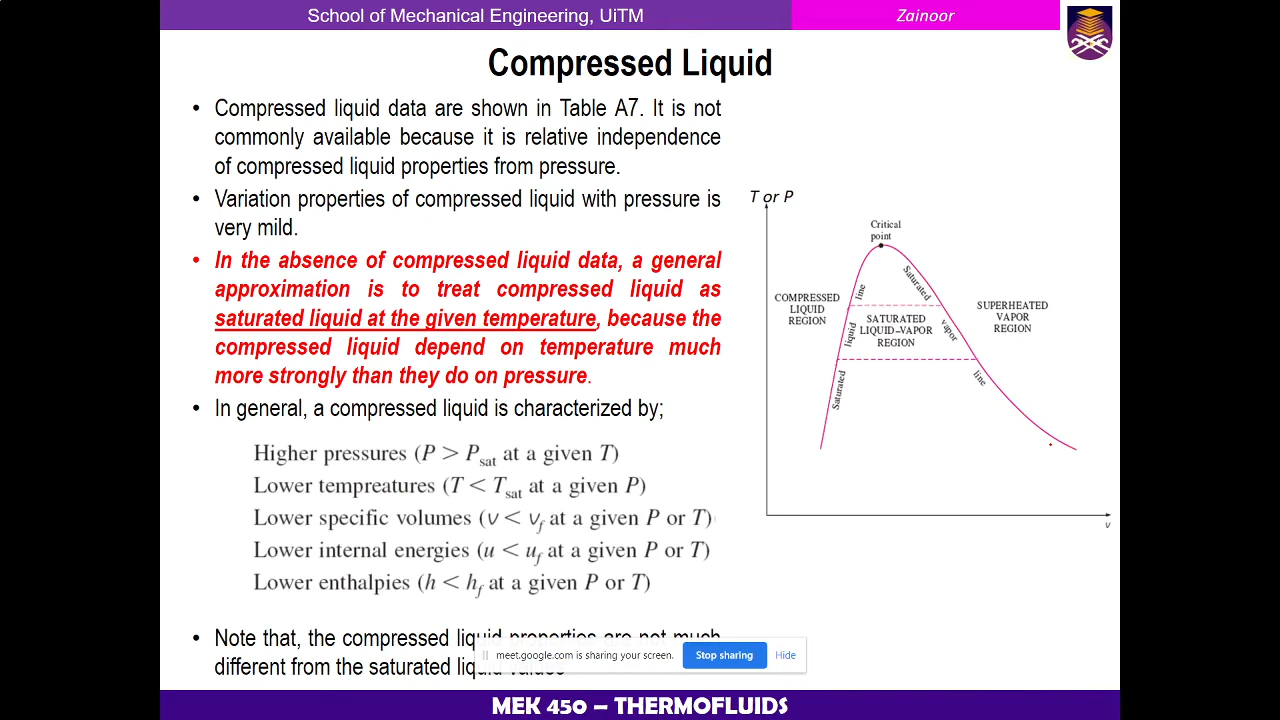 School of Mechanical Engineering, UiTM
Zainoor
Compressed Liquid
• Compressed liquid data are shown in Table A7. It is not
commonly available because it is relative independence
of compressed liquid properties from pressure.
• Variation properties of compressed liquid with pressure is
very mild.
• In the absence of compressed liquid data, a general
approximation is to treat compressed liquid as
saturated liquid at the given temperature, because the
compressed liquid depend on temperature much
more strongly than they do on pressure.
• In general, a compressed liquid is characterized by;
Higher pressures (P > Psat at a given T)
Lower tempreatures (T < Tsat at a given P)
Lower specific volumes (v < vf at a given P or T)
Lower internal energies (u < uf at a given P or T)
Lower enthalpies (h < hf at a given P or T)
• Note that, the compressed liquid properties are not much
different from the saturated liquid values
T or P
Critical
point
COMPRESSED
LIQUID
REGION
SATURATED
LIQUID–VAPOR
REGION
SUPERHEATED
VAPOR
REGION
Saturated liquid line
Saturated vapor line
v
meet.google.com is sharing your screen.
Stop sharing
Hide
MEK 450 – THERMOFLUIDS